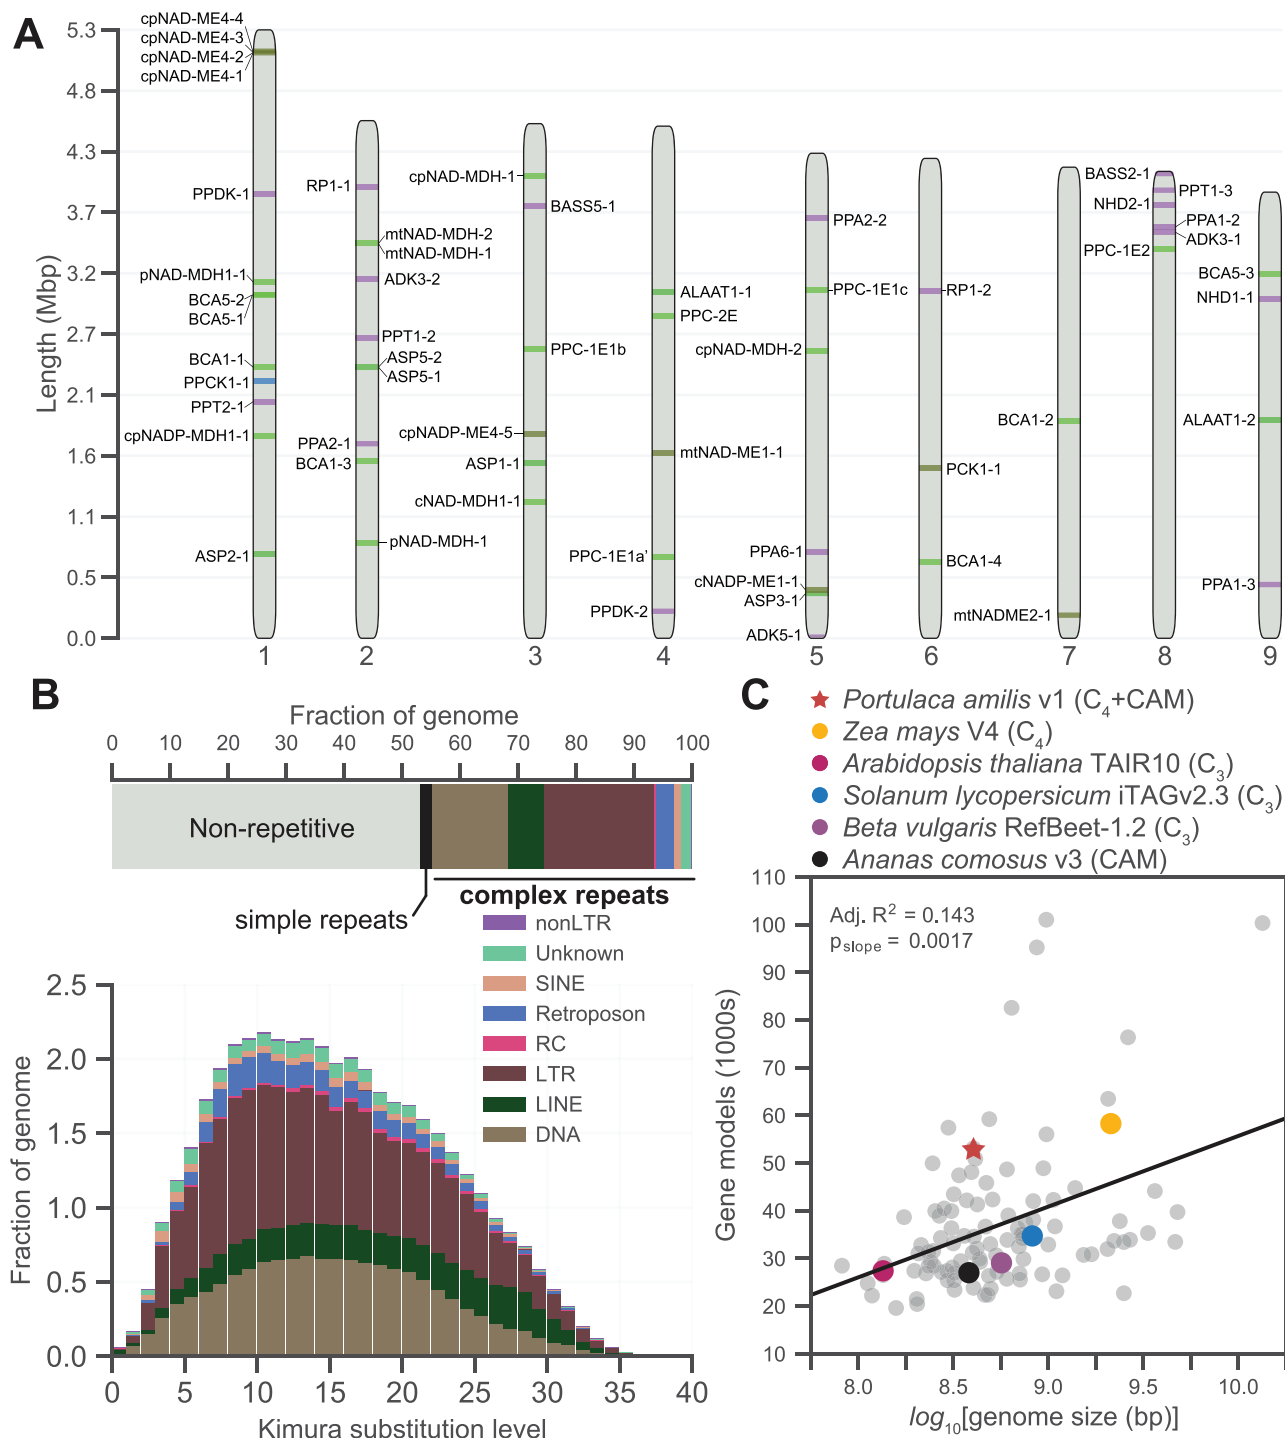 A
5.3
4.8
4.3
3.7
3.2
2.7
2.1
1.6
1.1
0.5
0.0
Length (Mbp)
cpNAD-ME4-4
cpNAD-ME4-3
cpNAD-ME4-2
cpNAD-ME4-1
PPDK-1
pNAD-MDH1-1
BCA5-2
BCA5-1
BCA1-1
PPCK1-1
PPT2-1
cpNADP-MDH1-1
ASP2-1
1
RP1-1
mtNAD-MDH-2
mtNAD-MDH-1
ADK3-2
PPT1-2
ASP5-2
ASP5-1
PPA2-1
BCA1-3
pNAD-MDH-1
2
cpNAD-MDH-1
BASS5-1
PPC-1E1b
cpNADP-ME4-5
ASP1-1
cNAD-MDH1-1
3
ALAAT1-1
PPC-2E
mtNAD-ME1-1
PPC-1E1a'
PPDK-2
4
PPA2-2
PPC-1E1c
cpNAD-MDH-2
PPA6-1
cNADP-ME1-1
ASP3-1
ADK5-1
5
RP1-2
PCK1-1
BCA1-4
6
BCA1-2
mtNADME2-1
7
BASS2-1
PPT1-3
NHD2-1
PPA1-2
ADK3-1
PPC-1E2
8
BCA5-3
NHD1-1
ALAAT1-2
PPA1-3
9
B
Fraction of genome
0 10 20 30 40 50 60 70 80 90 100
Non-repetitive
simple repeats
complex repeats
nonLTR
Unknown
SINE
Retroposon
RC
LTR
LINE
DNA
2.5
2.0
1.5
1.0
0.5
0.0
Fraction of genome
0 5 10 15 20 25 30 35 40
Kimura substitution level
C
Portulaca amilis v1 (C4+CAM)
Zea mays V4 (C4)
Arabidopsis thaliana TAIR10 (C3)
Solanum lycopersicum iTAGv2.3 (C3)
Beta vulgaris RefBeet-1.2 (C3)
Ananas comosus v3 (CAM)
110
100
90
80
70
60
50
40
30
20
10
Gene models (1000s)
Adj. R² = 0.143
pslope = 0.0017
8.0 8.5 9.0 9.5 10.0
log10[genome size (bp)]